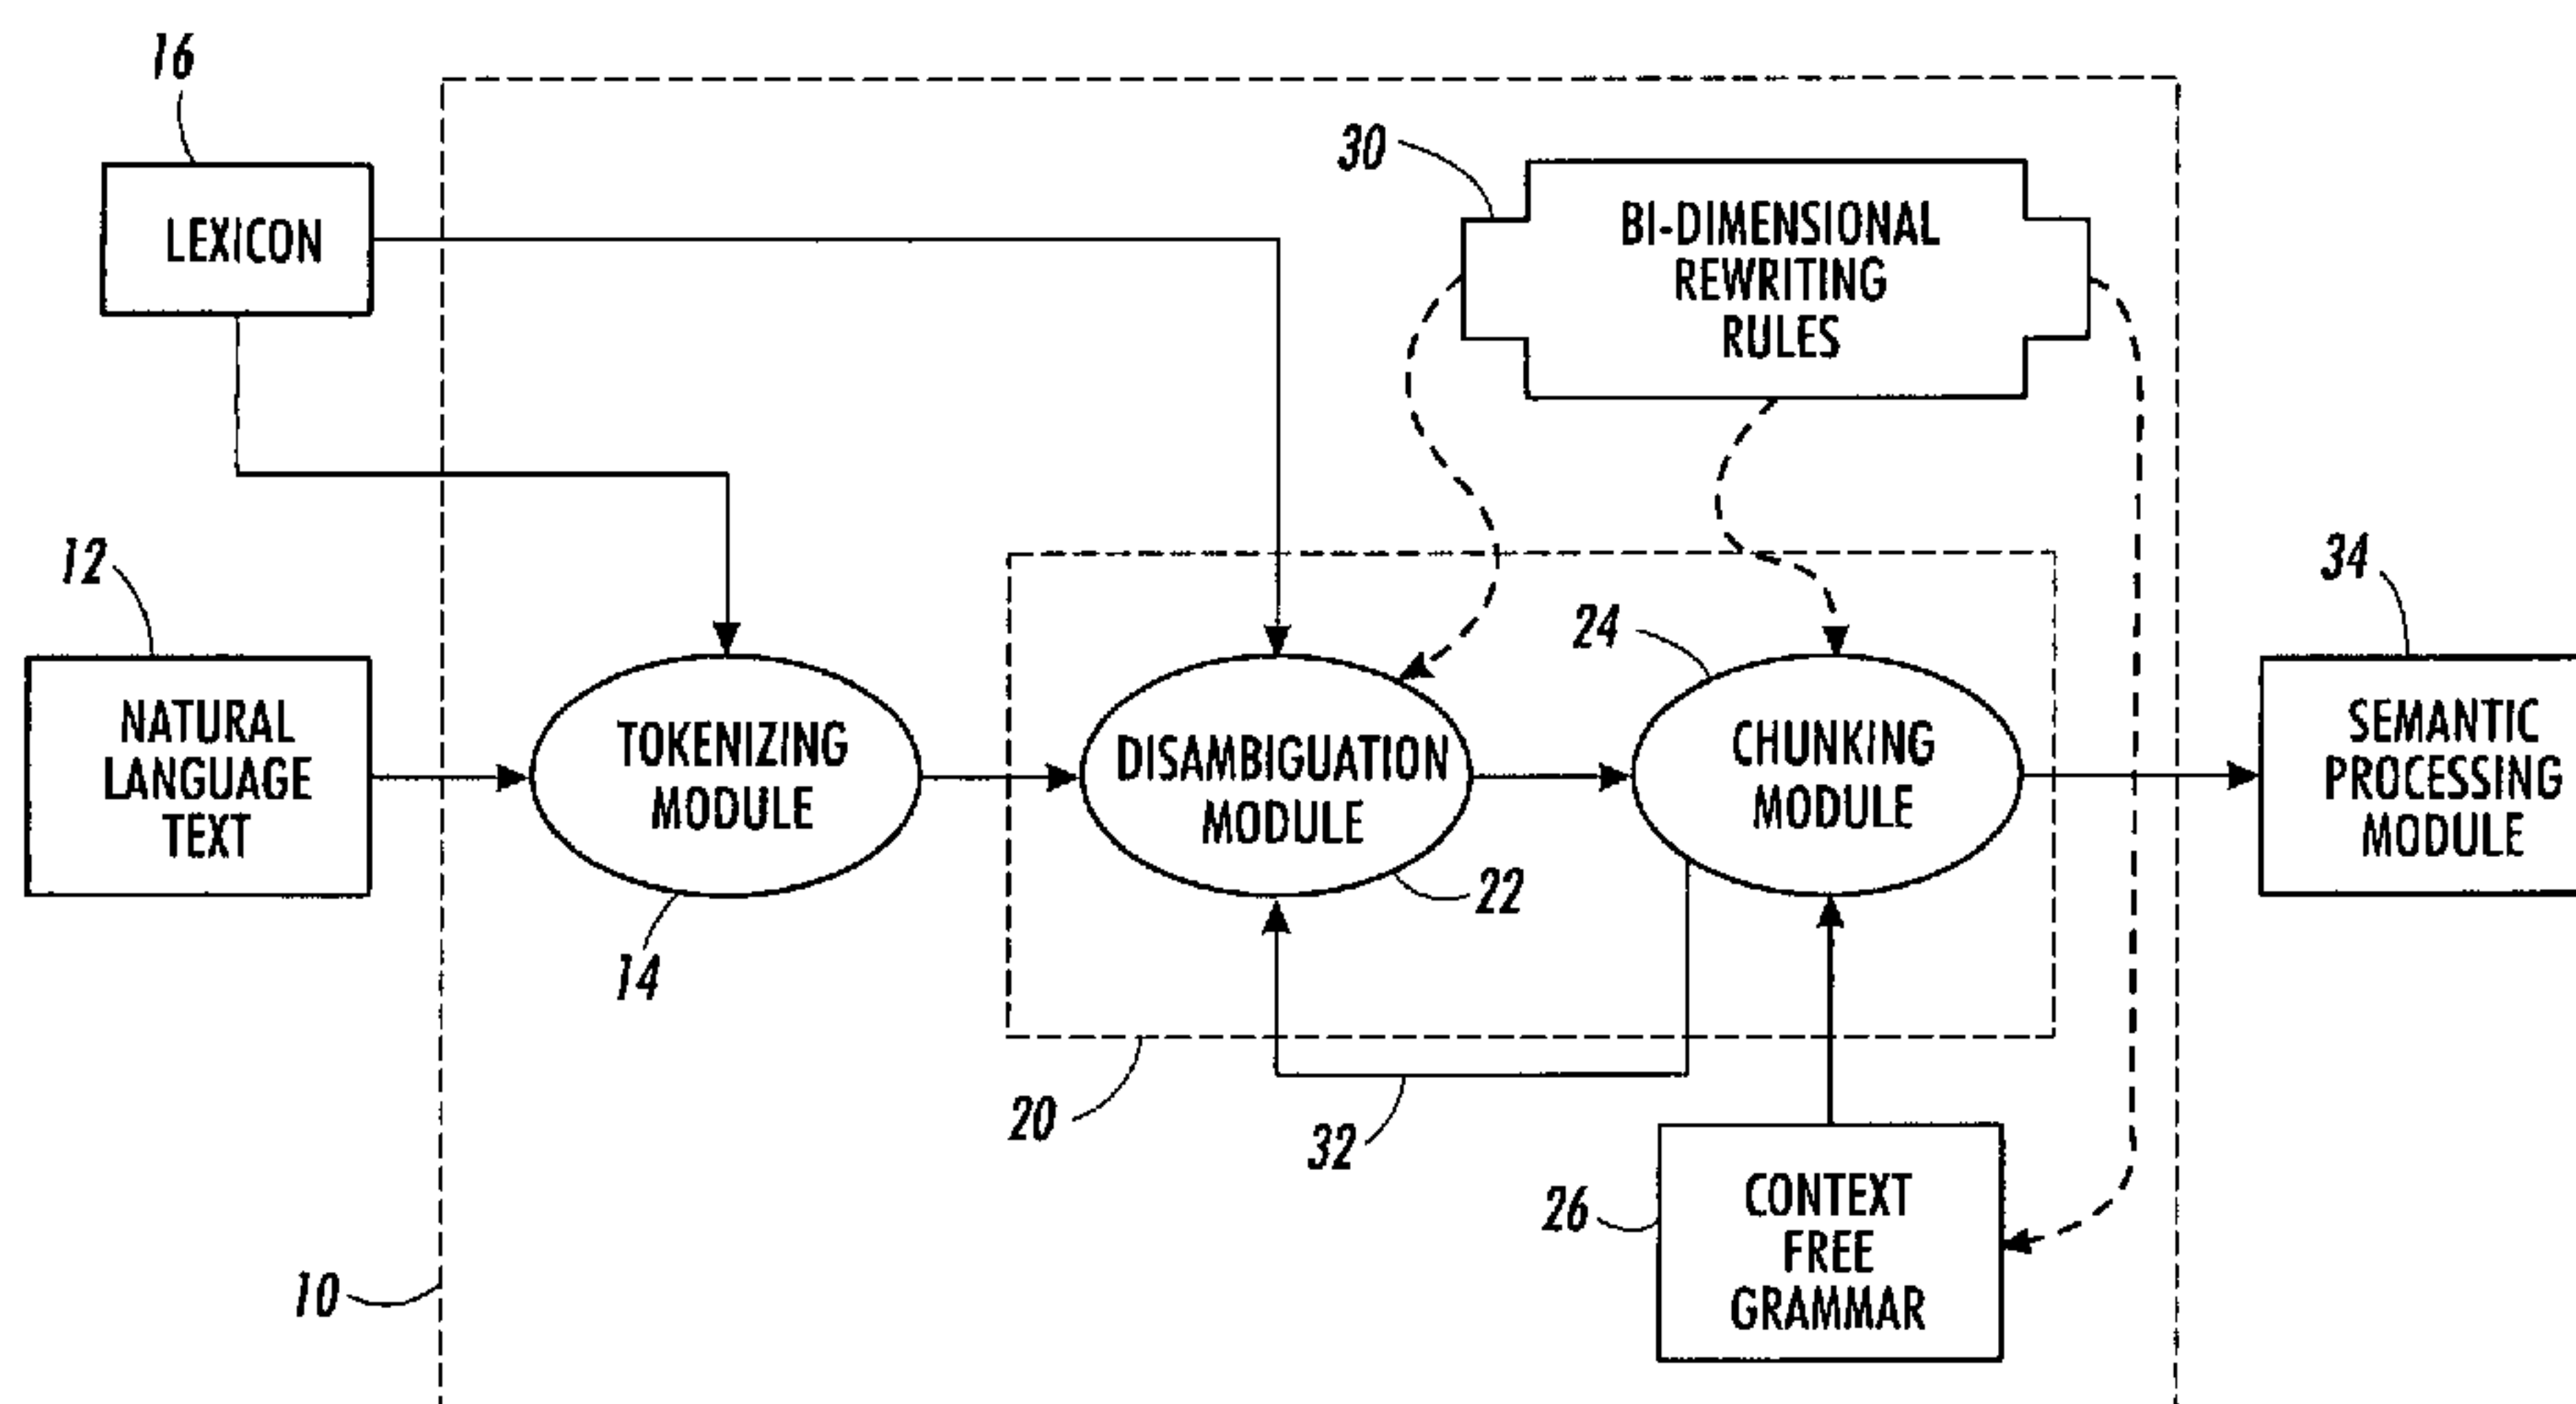 16
LEXICON
30
BI-DIMENSIONAL
REWRITING
RULES
12
NATURAL
LANGUAGE
TEXT
TOKENIZING
MODULE
14
DISAMBIGUATION
MODULE
22
24
CHUNKING
MODULE
34
SEMANTIC
PROCESSING
MODULE
20
32
26
CONTEXT
FREE
GRAMMAR
10